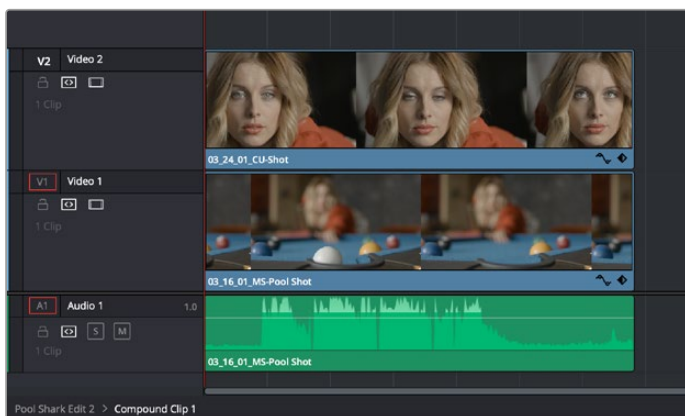 V2 Video 2
1 Clip
03_24_01_CU-Shot
V1 Video 1
1 Clip
03_16_01_MS-Pool Shot
A1 Audio 1 1.0
S M
1 Clip
03_16_01_MS-Pool Shot
Pool Shark Edit 2 > Compound Clip 1